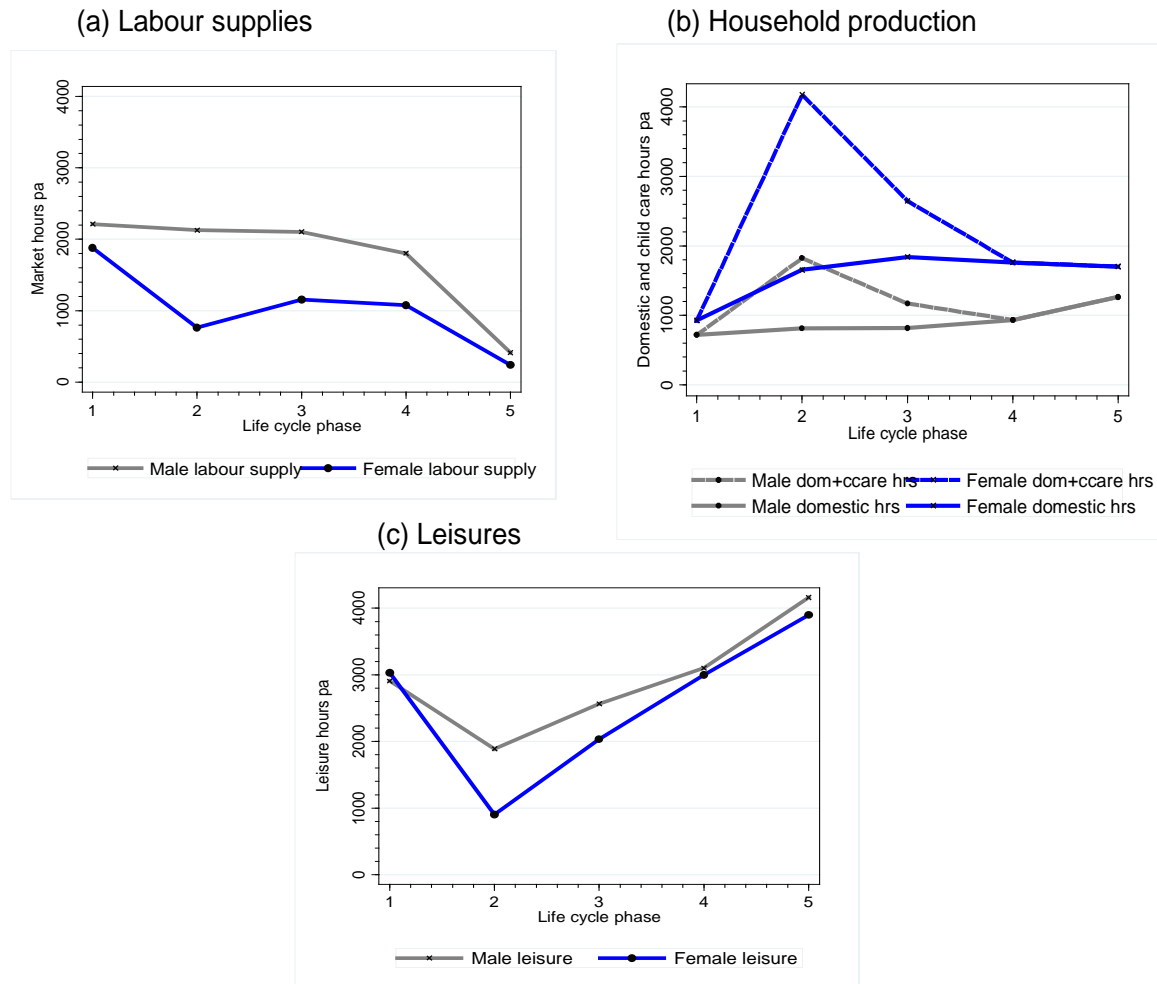 (a) Labour supplies
Market hours pa
4000
3000
2000
1000
0
1 2 3 4 5
Life cycle phase
Male labour supply Female labour supply
(b) Household production
Domestic and child care hours pa
4000
3000
2000
1000
0
1 2 3 4 5
Life cycle phase
Male dom+ccare hrs Female dom+ccare hrs
Male domestic hrs Female domestic hrs
(c) Leisures
Leisure hours pa
4000
3000
2000
1000
0
1 2 3 4 5
Life cycle phase
Male leisure Female leisure